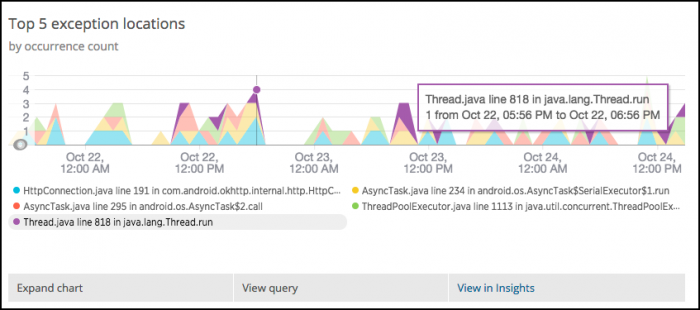 Top 5 exception locations
by occurrence count
5
4
3
2
1
Thread.java line 818 in java.lang.Thread.run
1 from Oct 22, 05:56 PM to Oct 22, 06:56 PM
Oct 22,
12:00 AM
Oct 22,
12:00 PM
Oct 23,
12:00 AM
Oct 23,
12:00 PM
Oct 24,
12:00 AM
Oct 24,
12:00 PM
HttpConnection.java line 191 in com.android.okhttp.internal.http.HttpC...
AsyncTask.java line 234 in android.os.AsyncTask$SerialExecutor$1.run
AsyncTask.java line 295 in android.os.AsyncTask$2.call
ThreadPoolExecutor.java line 1113 in java.util.concurrent.ThreadPoolEx...
Thread.java line 818 in java.lang.Thread.run
Expand chart
View query
View in Insights